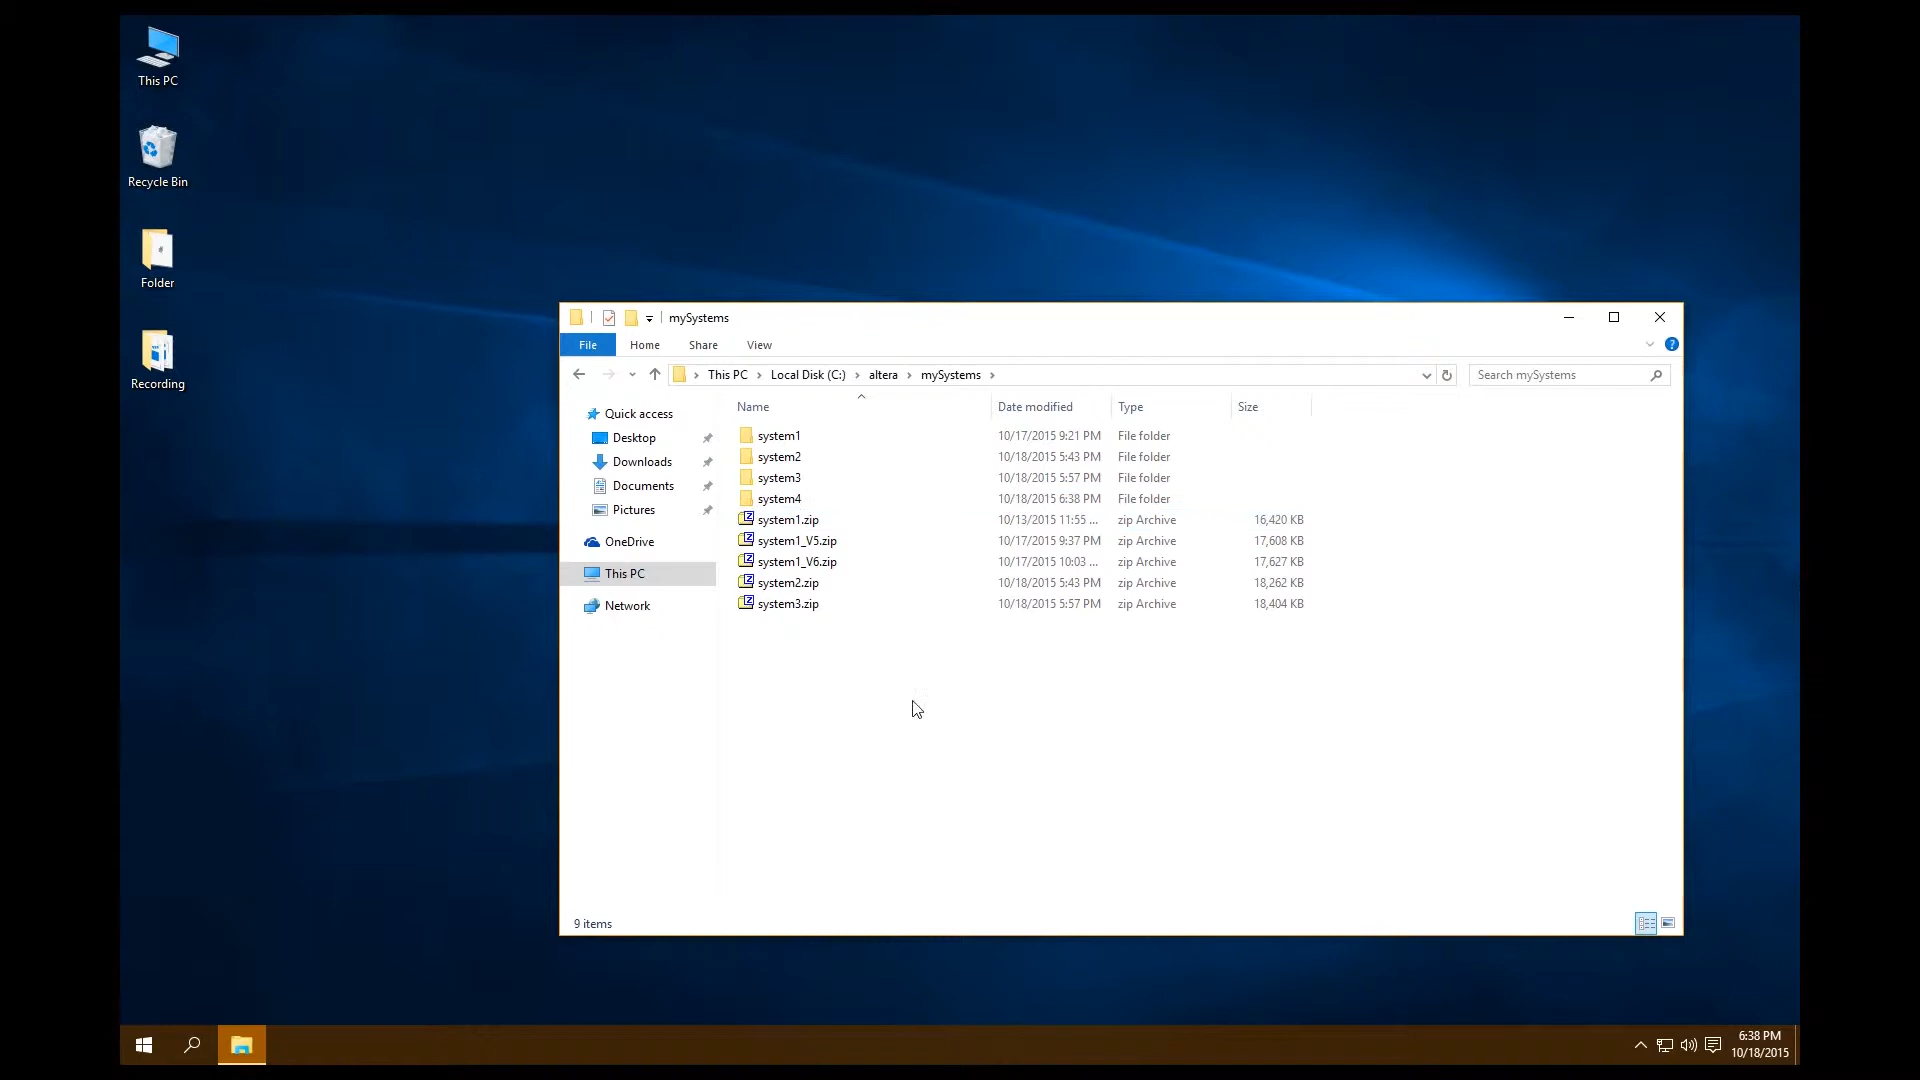 This PC
Recycle Bin
Folder
Recording
mySystems
File Home Share View
This PC Local Disk (C:) altera mySystems Search mySystems
Name Date modified Type Size
Quick access
Desktop
Downloads
Documents
Pictures
OneDrive
This PC
Network
system1 10/17/2015 9:21 PM File folder
system2 10/18/2015 5:43 PM File folder
system3 10/18/2015 5:57 PM File folder
system4 10/18/2015 6:38 PM File folder
system1.zip 10/13/2015 11:55 ... zip Archive 16,420 KB
system1_V5.zip 10/17/2015 9:37 PM zip Archive 17,608 KB
system1_V6.zip 10/17/2015 10:03 ... zip Archive 17,627 KB
system2.zip 10/18/2015 5:43 PM zip Archive 18,262 KB
system3.zip 10/18/2015 5:57 PM zip Archive 18,404 KB
9 items
6:38 PM
10/18/2015